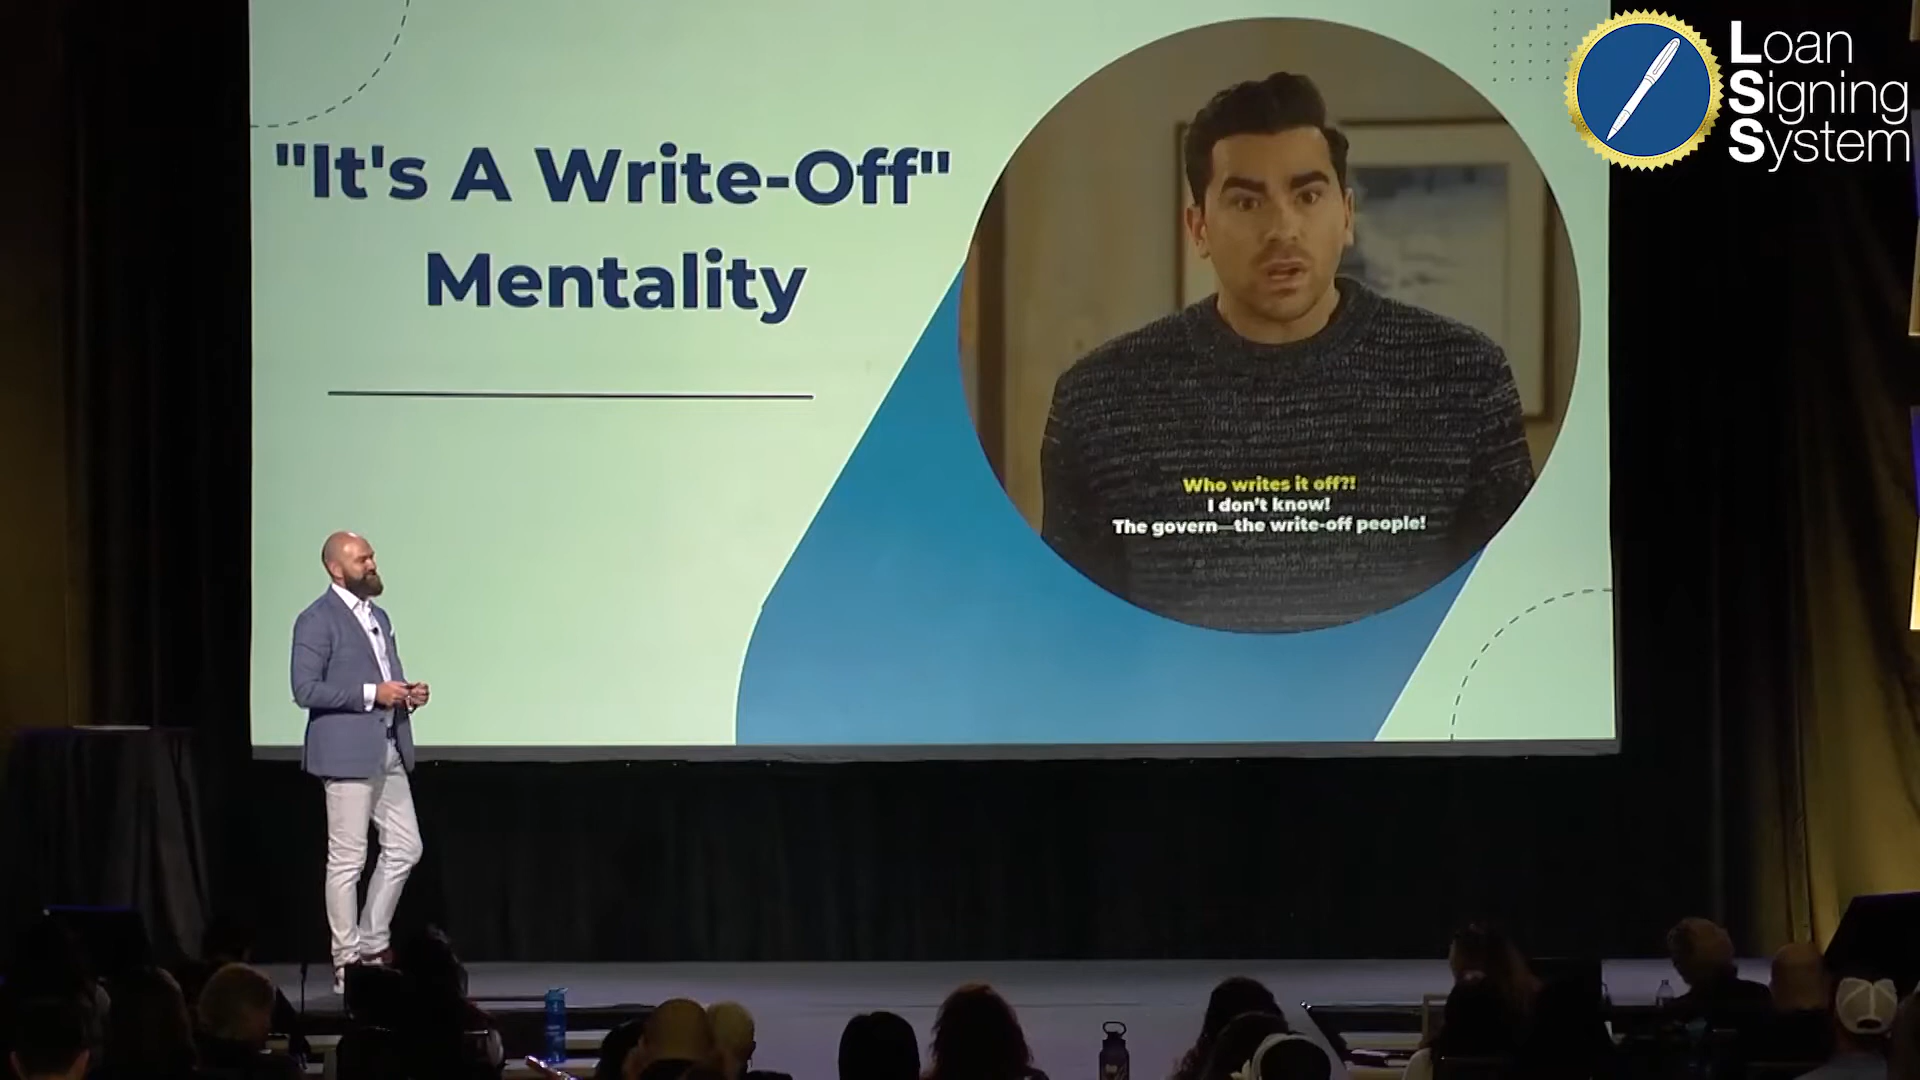 "It's A Write-Off"
Mentality
Who writes it off?!
I don't know!
The govern—the write-off people!
Loan
Signing
System